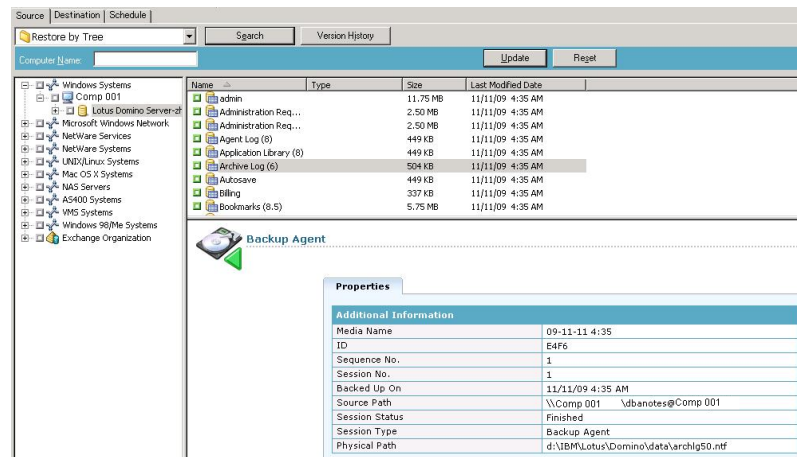 Source Destination Schedule
Restore by Tree Search Version History
Computer Name: Update Reset
Windows Systems
Comp 001
Lotus Domino Server-zh
Microsoft Windows Network
NetWare Services
NetWare Systems
UNIX/Linux Systems
Mac OS X Systems
NAS Servers
AS400 Systems
VMS Systems
Windows 98/Me Systems
Exchange Organization
Name Type Size Last Modified Date
admin 11.75 MB 11/11/09 4:35 AM
Administration Req... 2.50 MB 11/11/09 4:35 AM
Administration Req... 2.50 MB 11/11/09 4:35 AM
Agent Log (8) 449 KB 11/11/09 4:35 AM
Application Library (8) 449 KB 11/11/09 4:35 AM
Archive Log (6) 504 KB 11/11/09 4:35 AM
Autosave 449 KB 11/11/09 4:35 AM
Billing 337 KB 11/11/09 4:35 AM
Bookmarks (8.5) 5.75 MB 11/11/09 4:35 AM
Backup Agent
Properties
Additional Information
Media Name 09-11-11 4:35
ID E4F6
Sequence No. 1
Session No. 1
Backed Up On 11/11/09 4:35 AM
Source Path \\Comp 001 \dbanotes@Comp 001
Session Status Finished
Session Type Backup Agent
Physical Path d:\IBM\Lotus\Domino\data\archlg50.ntf